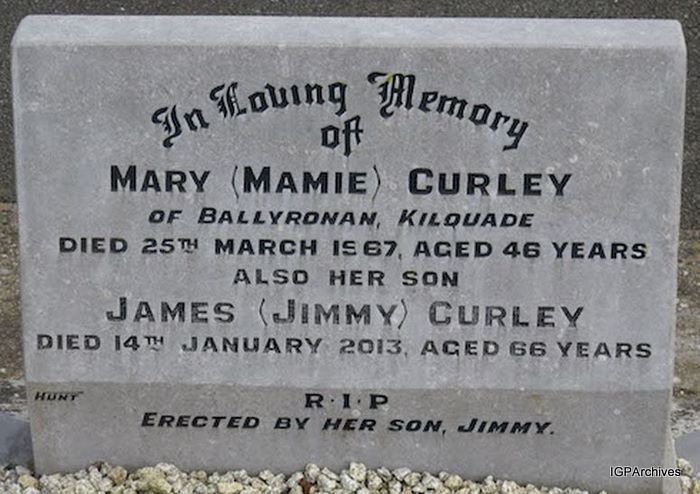 In Loving Memory
of
MARY (MAMIE) CURLEY
OF BALLYRONAN, KILQUADE
DIED 25TH MARCH 1967, AGED 46 YEARS
ALSO HER SON
JAMES (JIMMY) CURLEY
DIED 14TH JANUARY 2013, AGED 66 YEARS
HUNT
R·I·P
ERECTED BY HER SON, JIMMY.
IGPArchives